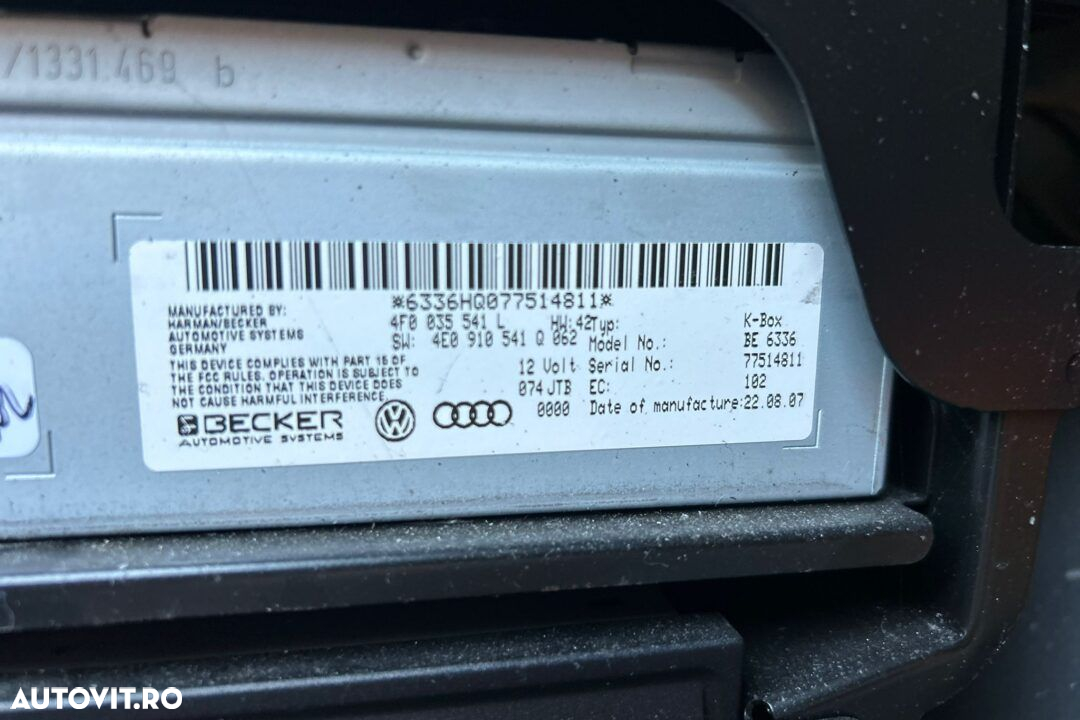 /1331.469 b
*6336HQ077514811*
MANUFACTURED BY:
HARMAN/BECKER
AUTOMOTIVE SYSTEMS
GERMANY
THIS DEVICE COMPLIES WITH PART 15 OF
THE FCC RULES. OPERATION IS SUBJECT TO
THE CONDITION THAT THIS DEVICE DOES
NOT CAUSE HARMFUL INTERFERENCE.
BECKER
AUTOMOTIVE SYSTEMS
4F0 035 541 L HW:42
SW: 4E0 910 541 Q 062
12 Volt
074 JTB
0000
Typ: K-Box
Model No.: BE 6336
Serial No.: 77514811
EC: 102
Date of manufacture:22.08.07
AUTOVIT.RO